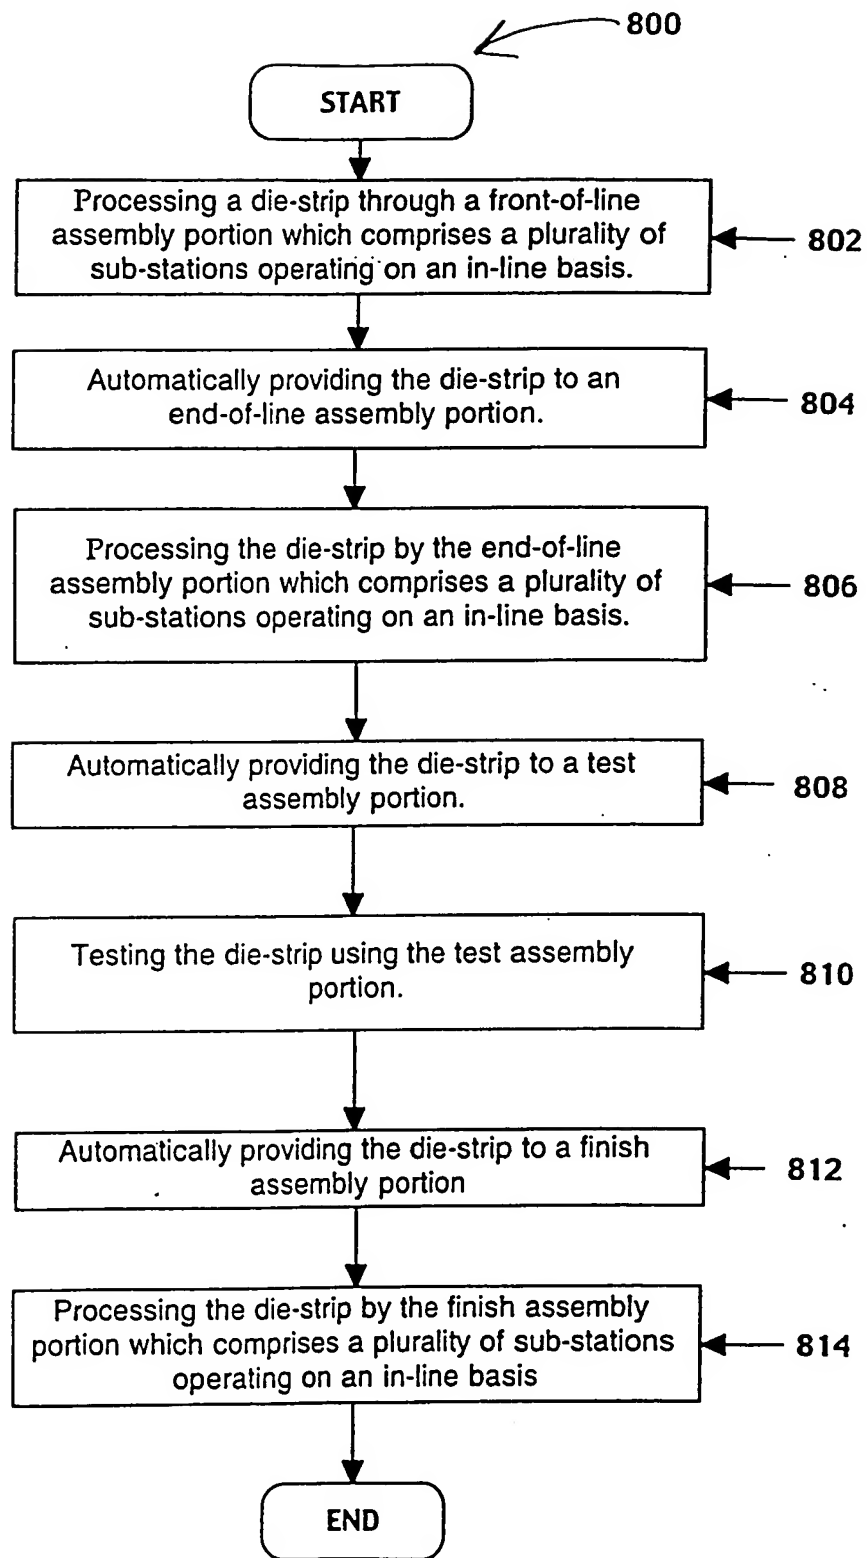 800
START
Processing a die-strip through a front-of-line
assembly portion which comprises a plurality of
sub-stations operating on an in-line basis.
802
Automatically providing the die-strip to an
end-of-line assembly portion.
804
Processing the die-strip by the end-of-line
assembly portion which comprises a plurality of
sub-stations operating on an in-line basis.
806
Automatically providing the die-strip to a test
assembly portion.
808
Testing the die-strip using the test assembly
portion.
810
Automatically providing the die-strip to a finish
assembly portion
812
Processing the die-strip by the finish assembly
portion which comprises a plurality of sub-stations
operating on an in-line basis
814
END